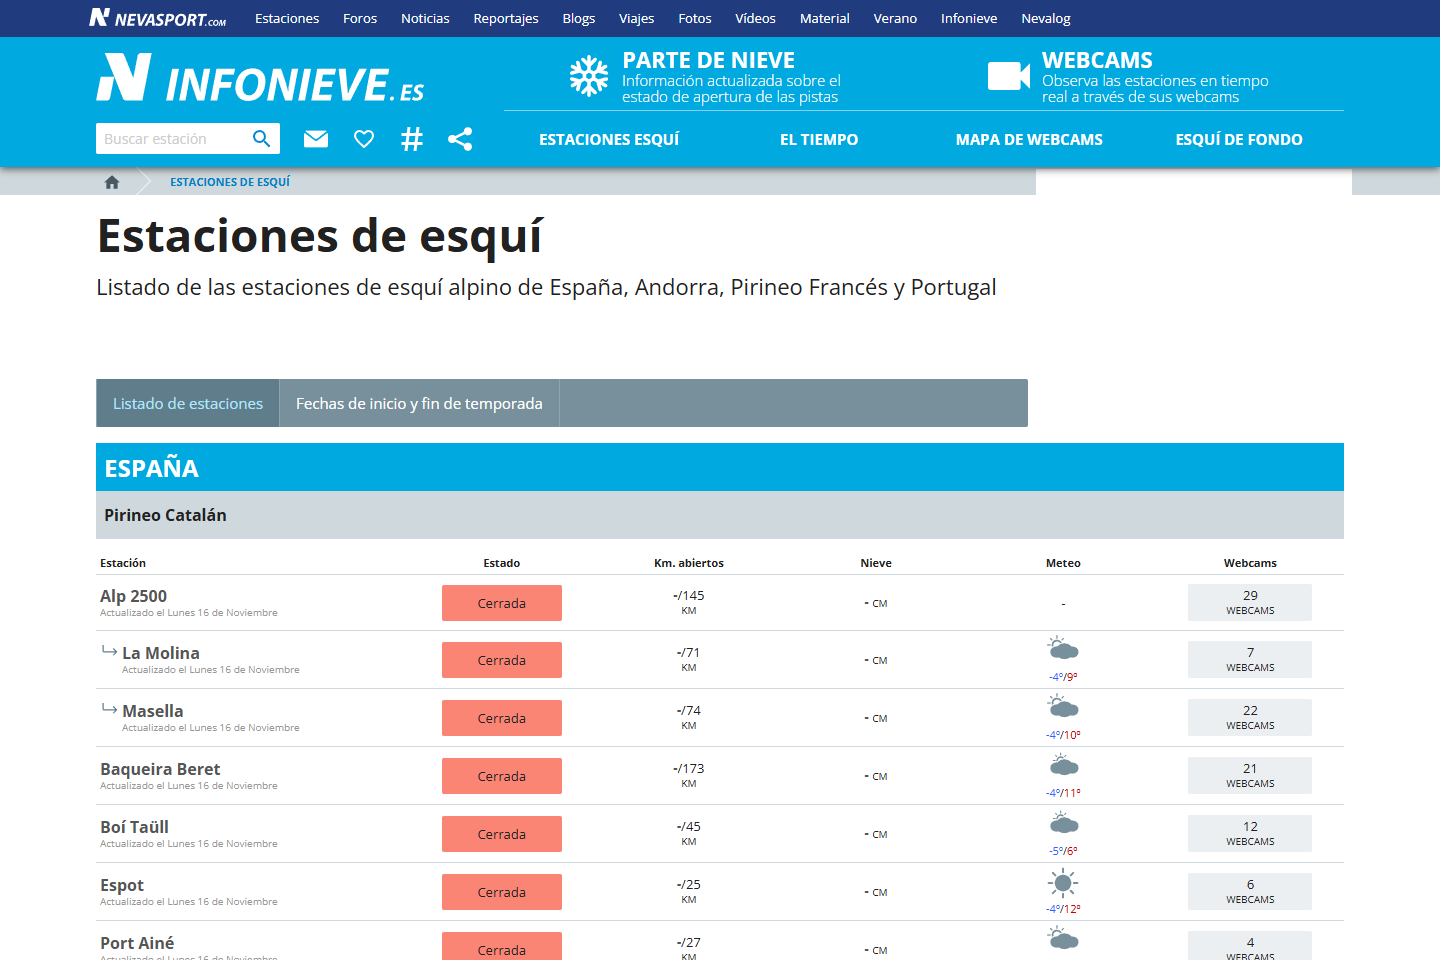 NEVASPORT.COM Estaciones Foros Noticias Reportajes Blogs Viajes Fotos Vídeos Material Verano Infonieve Nevalog
INFONIEVE.ES
PARTE DE NIEVE
Información actualizada sobre el
estado de apertura de las pistas
WEBCAMS
Observa las estaciones en tiempo
real a través de sus webcams
Buscar estación
ESTACIONES ESQUÍ EL TIEMPO MAPA DE WEBCAMS ESQUÍ DE FONDO
ESTACIONES DE ESQUÍ
Estaciones de esquí
Listado de las estaciones de esquí alpino de España, Andorra, Pirineo Francés y Portugal
Listado de estaciones Fechas de inicio y fin de temporada
ESPAÑA
Pirineo Catalán
Estación Estado Km. abiertos Nieve Meteo Webcams
Alp 2500 Cerrada -/145 - CM - 29
Actualizado el Lunes 16 de Noviembre KM WEBCAMS
La Molina Cerrada -/71 - CM 7
Actualizado el Lunes 16 de Noviembre KM -4º/9º WEBCAMS
Masella Cerrada -/74 - CM 22
Actualizado el Lunes 16 de Noviembre KM -4º/10º WEBCAMS
Baqueira Beret Cerrada -/173 - CM 21
Actualizado el Lunes 16 de Noviembre KM -4º/11º WEBCAMS
Boí Taüll Cerrada -/45 - CM 12
Actualizado el Lunes 16 de Noviembre KM -5º/6º WEBCAMS
Espot Cerrada -/25 - CM 6
Actualizado el Lunes 16 de Noviembre KM -4º/12º WEBCAMS
Port Ainé Cerrada -/27 - CM 4
Actualizado el Lunes 16 de Noviembre KM WEBCAMS